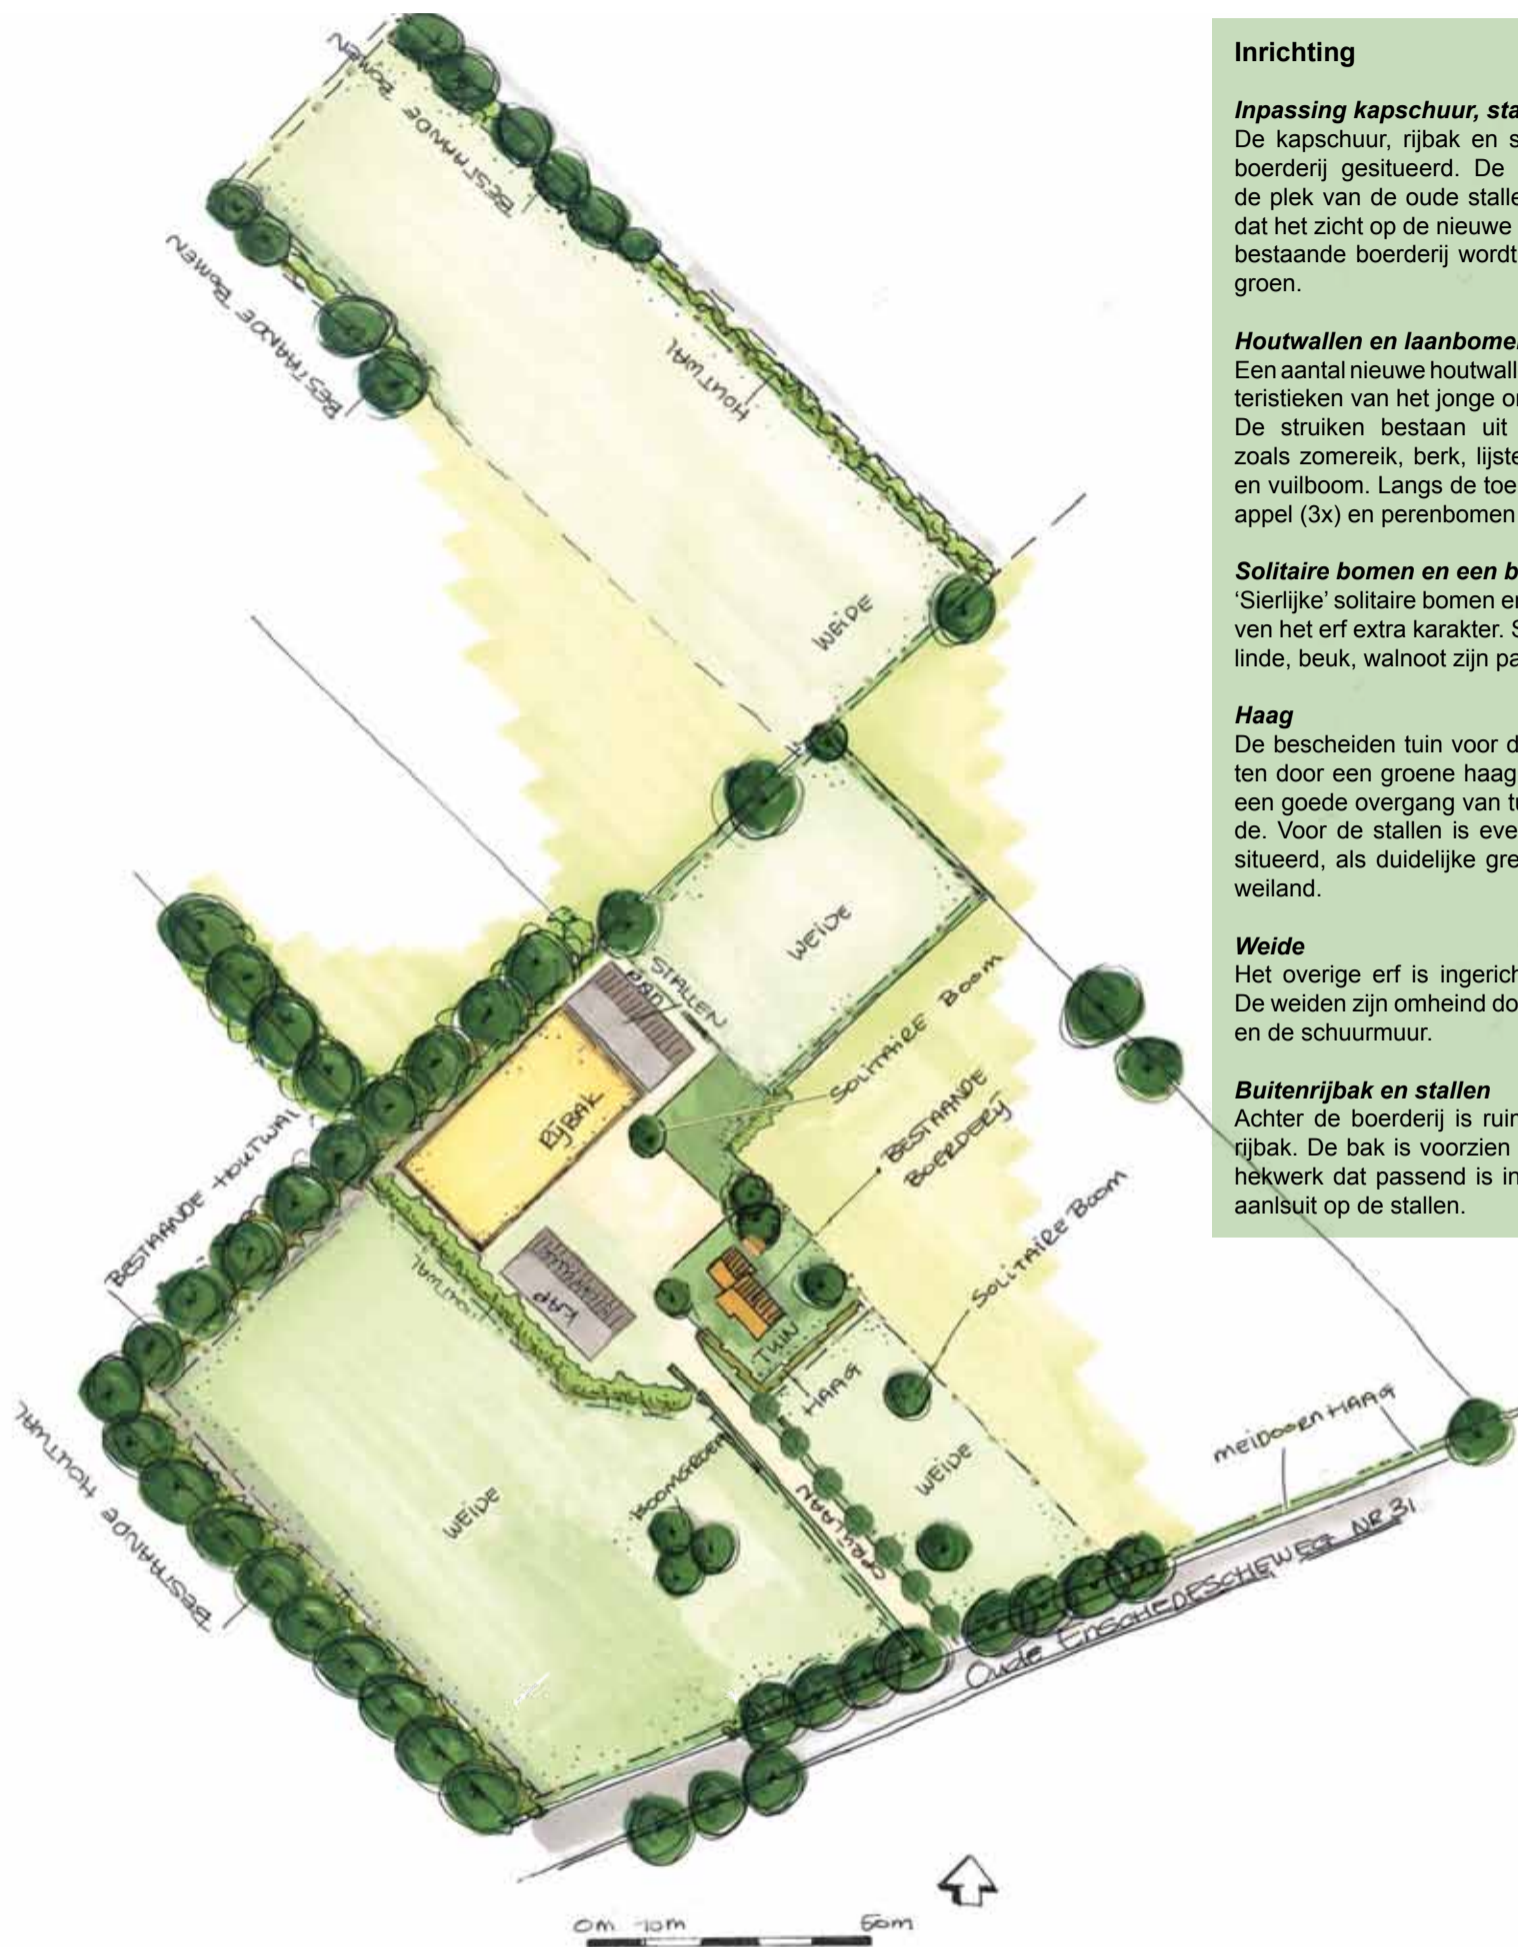 Inrichting
Inpassing kapschuur, sta
De kapschuur, rijbak en s
boerderij gesitueerd. De
de plek van de oude stalle
dat het zicht op de nieuwe
bestaande boerderij wordt
groen.
Houtwallen en laanbome
Een aantal nieuwe houtwall
teristieken van het jonge o
De struiken bestaan uit
zoals zomereik, berk, lijste
en vuilboom. Langs de toe
appel (3x) en perenbomen
Solitaire bomen en een b
‘Sierlijke’ solitaire bomen e
ven het erf extra karakter. S
linde, beuk, walnoot zijn pa
Haag
De bescheiden tuin voor d
ten door een groene haag
een goede overgang van tu
de. Voor de stallen is eve
situeerd, als duidelijke gre
weiland.
Weide
Het overige erf is ingerich
De weiden zijn omheind do
en de schuurmuur.
Buitenrijbak en stallen
Achter de boerderij is ruin
rijbak. De bak is voorzien
hekwerk dat passend is in
aanlsuit op de stallen.
BESTAANDE BOMEN
BESTAANDE BOMEN
BESTAANDE BOMEN
HOUTWAL
WEIDE
WEIDE
STALLEN
SOLITAIRE BOOM
RIJBAK
BESTAANDE
BOERDERIJ
BESTAANDE HOUTWAL
SOLITAIRE BOOM
HOUTWAL
KAP
TUIN
HAAG
MEIDOORN HAAG
WEIDE
WEIDE
BOOMGROEP
OPRIJLAAN
BESTAANDE HOUTWAL
Oude ENSCHEDESCHEWEG NR 31
0m 10m 50m